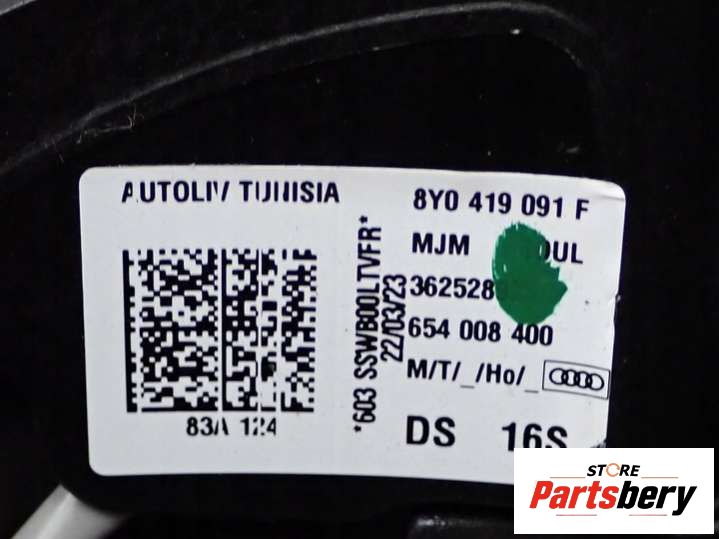 AUTOLIV TUNISIA
8Y0 419 091 F
MJM
362528
654 008 400
M/T/_/Ho/_
DS 16S
*603 SSWB00LTVFR*
22/03/23
83A 124
STORE
Partsbery